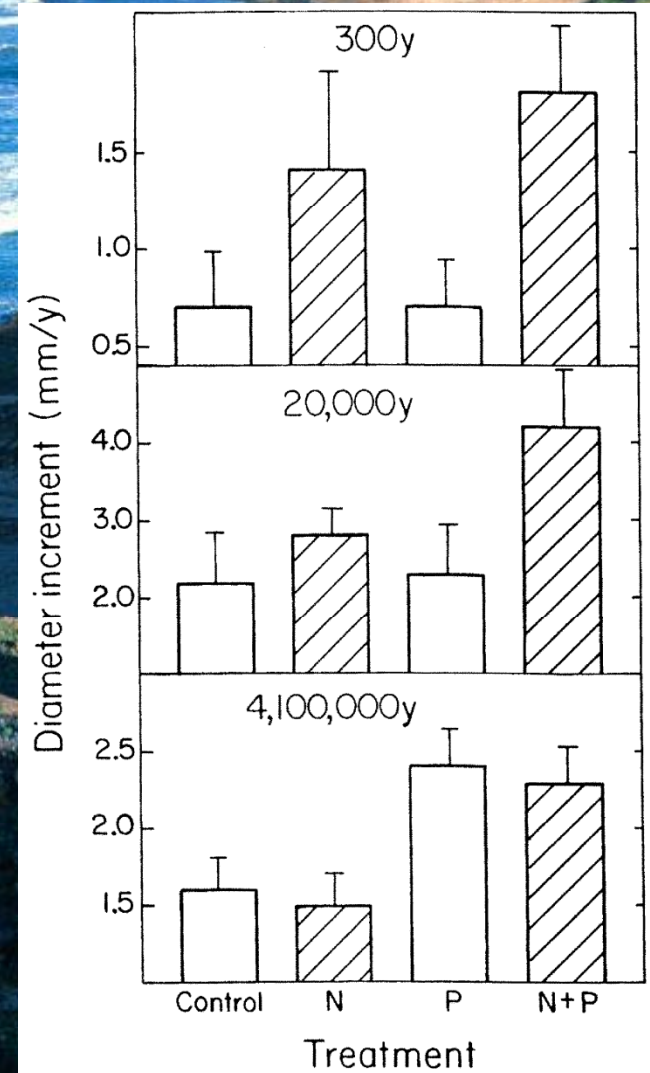 Diameter increment (mm/y)
300y
1.5
1.0
0.5
20,000y
4.0
3.0
2.0
4,100,000y
2.5
2.0
1.5
Control N P N+P
Treatment